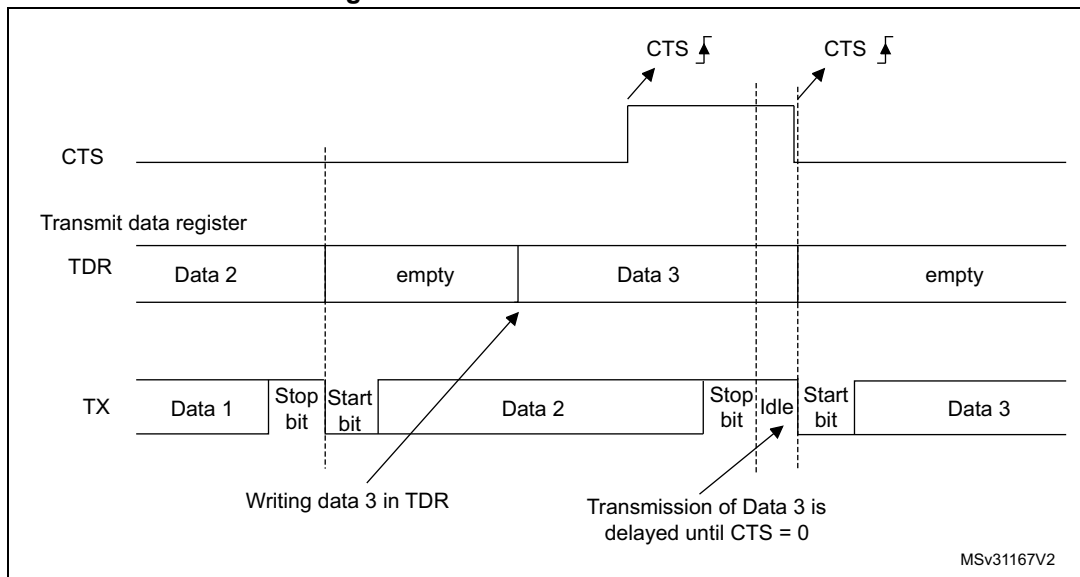 CTS CTS
CTS
Transmit data register
TDR Data 2 empty Data 3 empty
TX Data 1 Stop bit Start bit Data 2 Stop bit Idle Start bit Data 3
Writing data 3 in TDR
Transmission of Data 3 is
delayed until CTS = 0
MSv31167V2